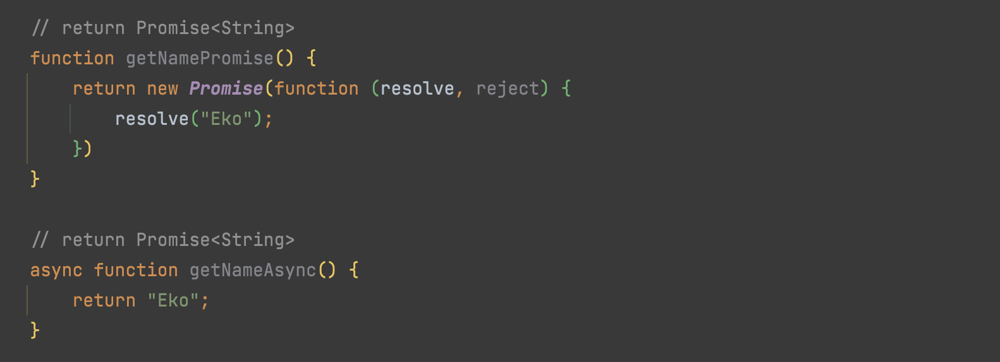 // return Promise<String>
function getNamePromise() {
    return new Promise(function (resolve, reject) {
        resolve("Eko");
    })
}

// return Promise<String>
async function getNameAsync() {
    return "Eko";
}